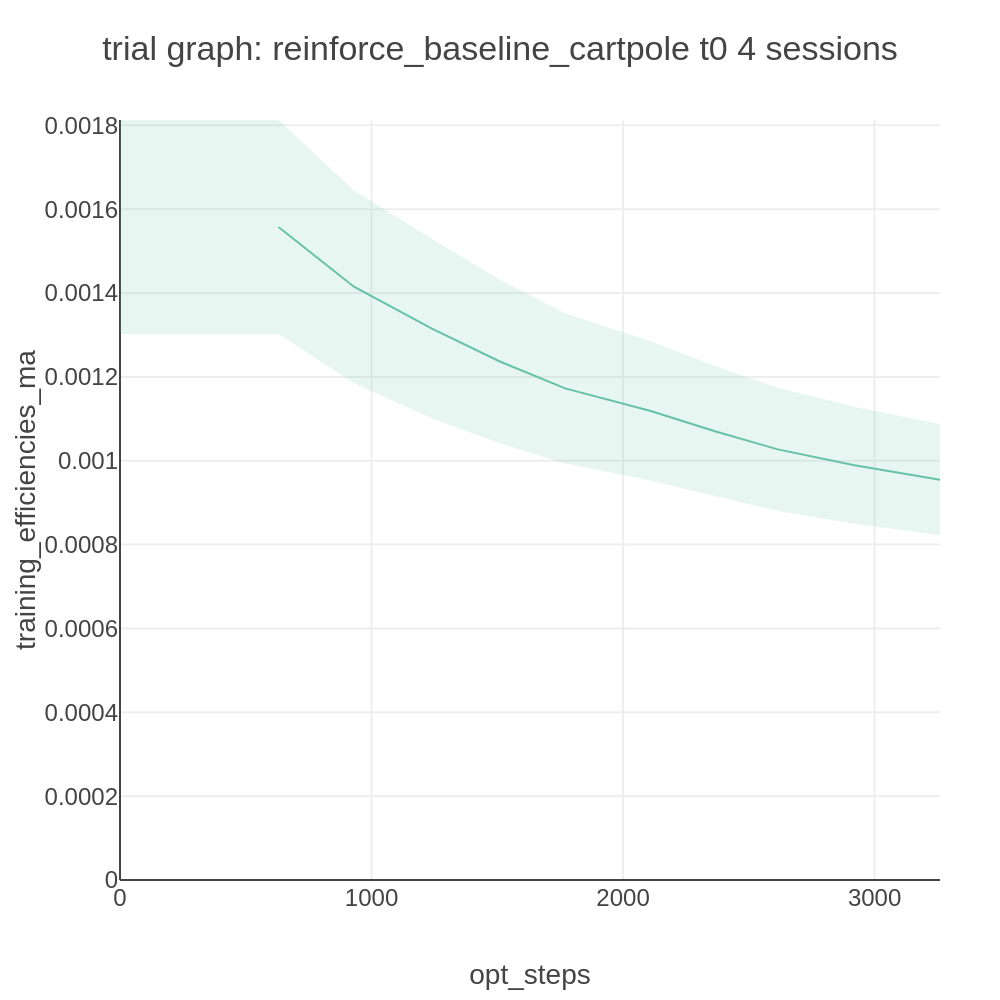 trial graph: reinforce_baseline_cartpole t0 4 sessions
training_efficiencies_ma
0.0018
0.0016
0.0014
0.0012
0.001
0.0008
0.0006
0.0004
0.0002
0
0 1000 2000 3000
opt_steps